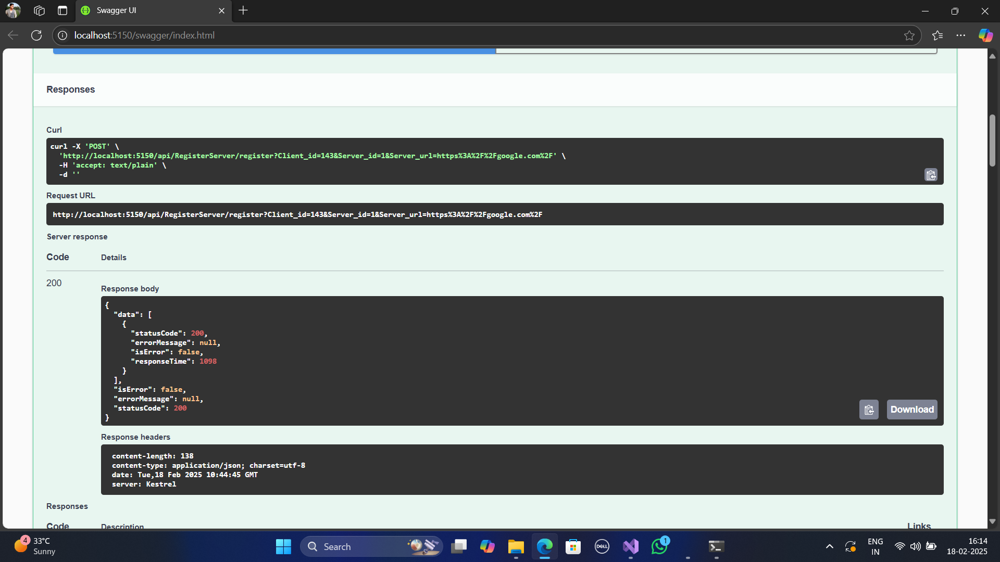 Swagger UI
localhost:5150/swagger/index.html
Responses
Curl
curl -X 'POST' \
'http://localhost:5150/api/RegisterServer/register?Client_id=143&Server_id=1&Server_url=https%3A%2F%2Fgoogle.com%2F' \
-H 'accept: text/plain' \
-d ''
Request URL
http://localhost:5150/api/RegisterServer/register?Client_id=143&Server_id=1&Server_url=https%3A%2F%2Fgoogle.com%2F
Server response
Code Details
200
Response body
{
"data": [
{
"statusCode": 200,
"errorMessage": null,
"isError": false,
"responseTime": 1098
}
],
"isError": false,
"errorMessage": null,
"statusCode": 200
}
Download
Response headers
content-length: 138
content-type: application/json; charset=utf-8
date: Tue,18 Feb 2025 10:44:45 GMT
server: Kestrel
Responses
Code Description Links
4
33°C
Sunny
Search
DELL
1
ENG
IN
16:14
18-02-2025